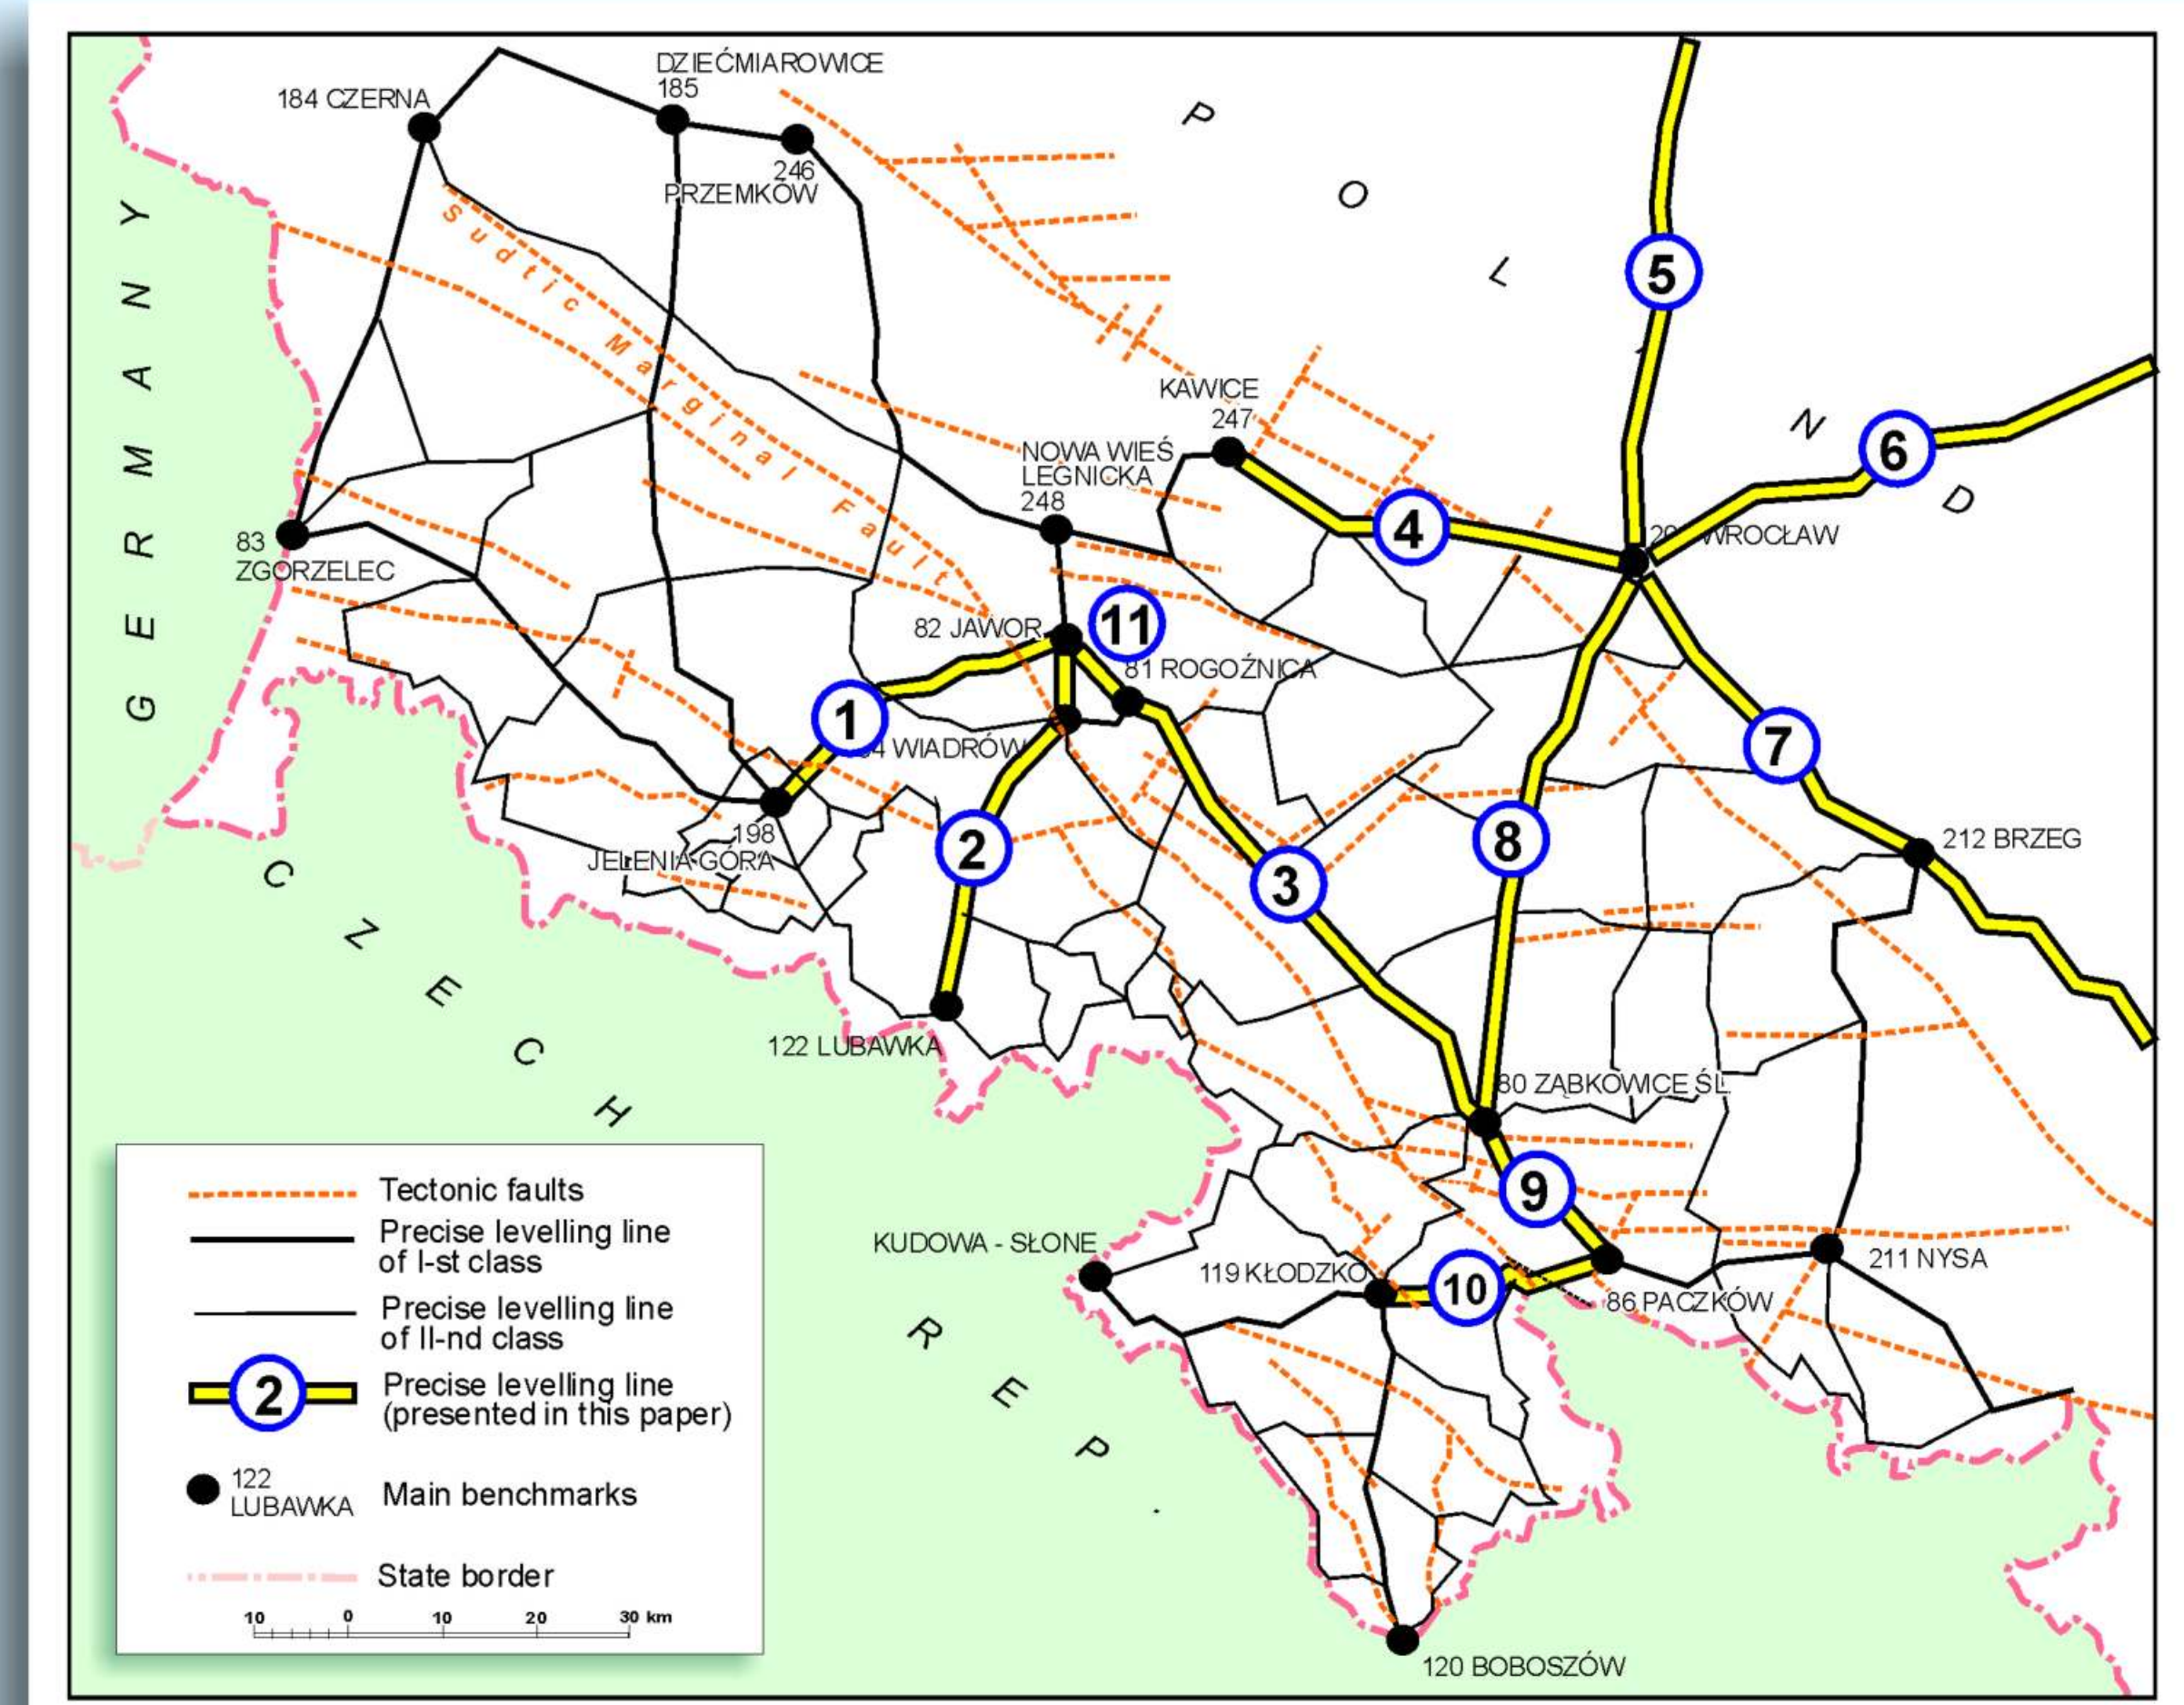 DZIEĆMIAROWICE
185
184 CZERNA
246
PRZEMKÓW
P O L N D
GERMANY
Sudtic Marginal Fault
5
KAWICE
247
6
NOWA WIEŚ
LEGNICKA
248
4
WROCŁAW
83
ZGORZELEC
82 JAWOR
11
81 ROGOŹNICA
1
WIADRÓW
7
198
JELENIA GÓRA
2
3
8
212 BRZEG
CZECH REP.
122 LUBAWKA
80 ZĄBKOWICE ŚL.
9
KUDOWA - SŁONE
119 KŁODZKO
10
211 NYSA
86 PACZKÓW
120 BOBOSZÓW
Tectonic faults
Precise levelling line
of I-st class
Precise levelling line
of II-nd class
2
Precise levelling line
(presented in this paper)
122
LUBAWKA
Main benchmarks
State border
10 0 10 20 30 km